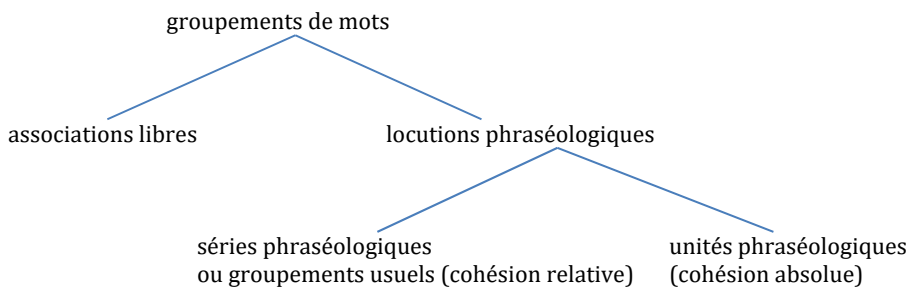 groupements de mots
associations libres
locutions phraséologiques
séries phraséologiques
ou groupements usuels (cohésion relative)
unités phraséologiques
(cohésion absolue)